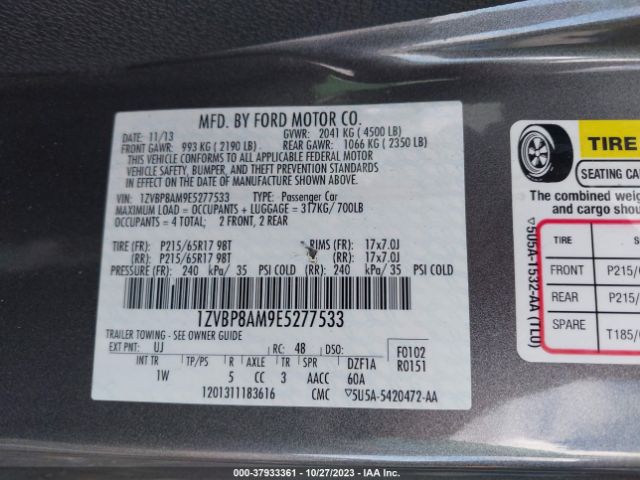 MFD. BY FORD MOTOR CO.
DATE: 11/13 GVWR: 2041 KG ( 4500 LB)
FRONT GAWR: 993 KG ( 2190 LB) REAR GAWR: 1066 KG ( 2350 LB)
THIS VEHICLE CONFORMS TO ALL APPLICABLE FEDERAL MOTOR
VEHICLE SAFETY, BUMPER, AND THEFT PREVENTION STANDARDS
IN EFFECT ON THE DATE OF MANUFACTURE SHOWN ABOVE.
VIN: 1ZVBP8AM9E5277533 TYPE: Passenger Car
MAXIMUM LOAD = OCCUPANTS + LUGGAGE = 317KG/ 700LB
OCCUPANTS = 4 TOTAL; 2 FRONT, 2 REAR
TIRE (FR): P215/65R17 98T RIMS (FR): 17x7.0J
(RR): P215/65R17 98T (RR): 17x7.0J
PRESSURE (FR): 240 kPa/ 35 PSI COLD (RR): 240 kPa/ 35 PSI COLD
1ZVBP8AM9E5277533
TRAILER TOWING - SEE OWNER GUIDE
EXT PNT: UJ RC: 48 DSO: F0102
INT TR TP/PS R AXLE TR SPR DZF1A R0151
1W 5 CC 3 AACC 60A
1201311183616 CMC 5U5A-5420472-AA
5U5A-1532-AA (TL0)
TIRE
SEATING CA
The combined weig
and cargo shou
TIRE S
FRONT P215/
REAR P215/
SPARE T185/
000-37933361 - 10/27/2023 - IAA Inc.